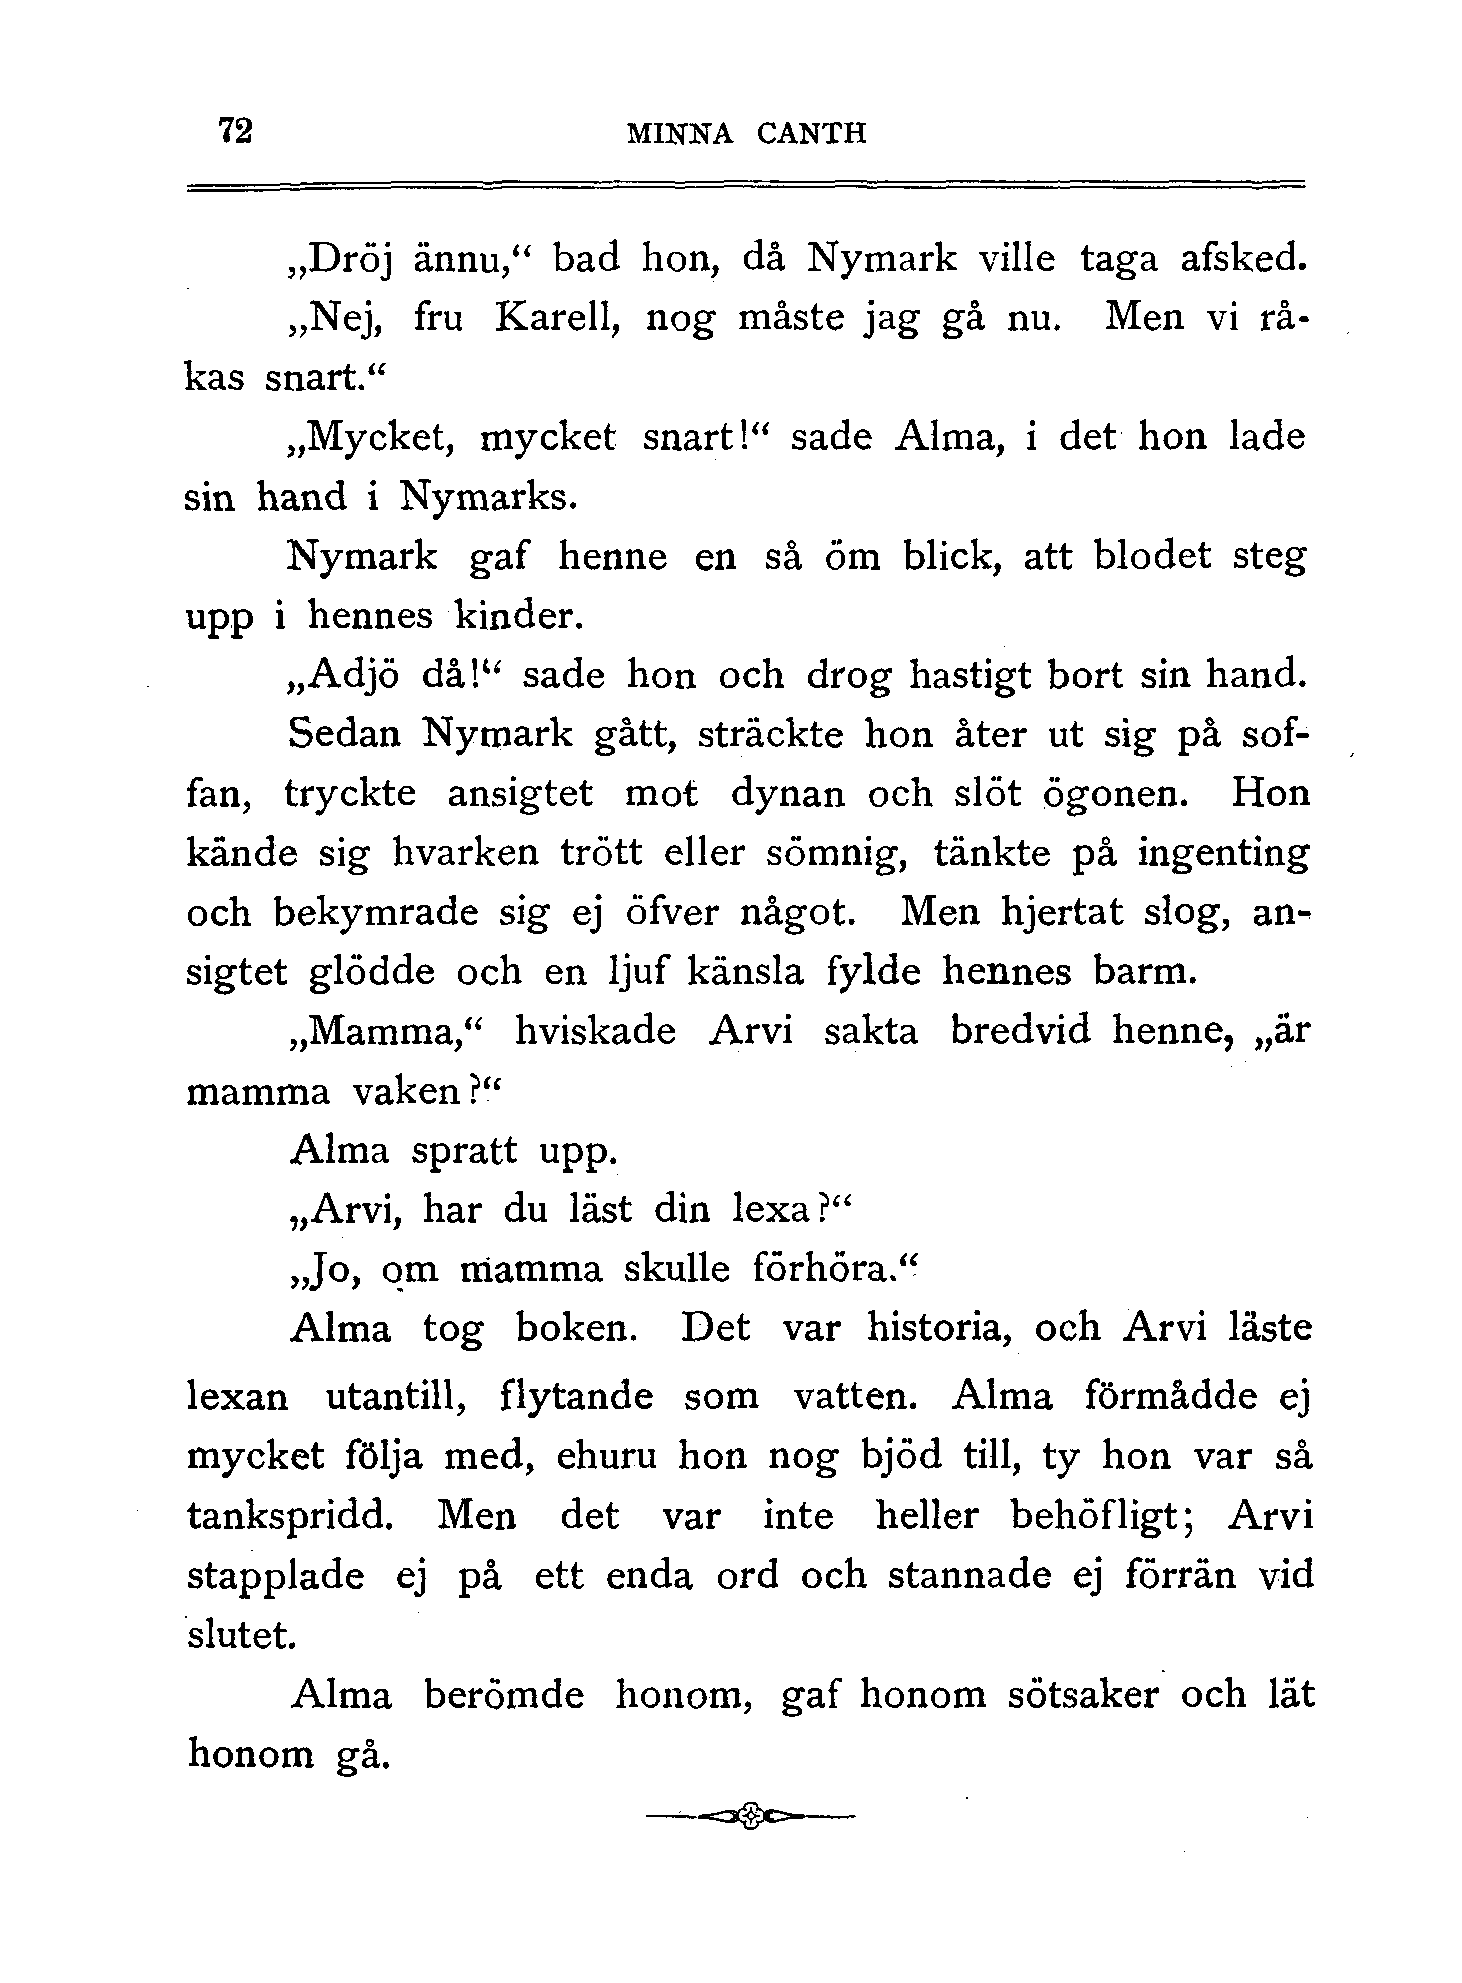 72 MINNA CANTH
„Dröj ännu,“ bad hon, då Nymark ville taga afsked.
„Nej, fru Karell, nog måste jag gå nu. Men vi rå-
kas snart.“
„Mycket, mycket snart!“ sade Alma, i det hon lade
sin hand i Nymarks.
Nymark gaf henne en så öm blick, att blodet steg
upp i hennes kinder.
„Adjö då!“ sade hon och drog hastigt bort sin hand.
Sedan Nymark gått, sträckte hon åter ut sig på sof-
fan, tryckte ansigtet mot dynan och slöt ögonen. Hon
kände sig hvarken trött eller sömnig, tänkte på ingenting
och bekymrade sig ej öfver något. Men hjertat slog, an-
sigtet glödde och en ljuf känsla fylde hennes barm.
„Mamma,“ hviskade Arvi sakta bredvid henne, „är
mamma vaken?“
Alma spratt upp.
„Arvi, har du läst din lexa?“
„Jo, om mamma skulle förhöra.“
Alma tog boken. Det var historia, och Arvi läste
lexan utantill, flytande som vatten. Alma förmådde ej
mycket följa med, ehuru hon nog bjöd till, ty hon var så
tankspridd. Men det var inte heller behöfligt; Arvi
stapplade ej på ett enda ord och stannade ej förrän vid
slutet.
Alma berömde honom, gaf honom sötsaker och lät
honom gå.